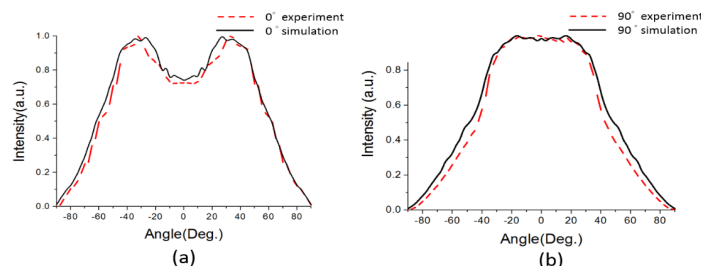 0° experiment
0° simulation
1.0
0.8
0.6
0.4
0.2
0.0
Intensity(a.u.)
-80 -60 -40 -20 0 20 40 60 80
Angle(Deg.)
(a)
90° experiment
90° simulation
1.0
0.8
0.6
0.4
0.2
0.0
Intensity (a.u.)
-80 -60 -40 -20 0 20 40 60 80
Angle(Deg.)
(b)